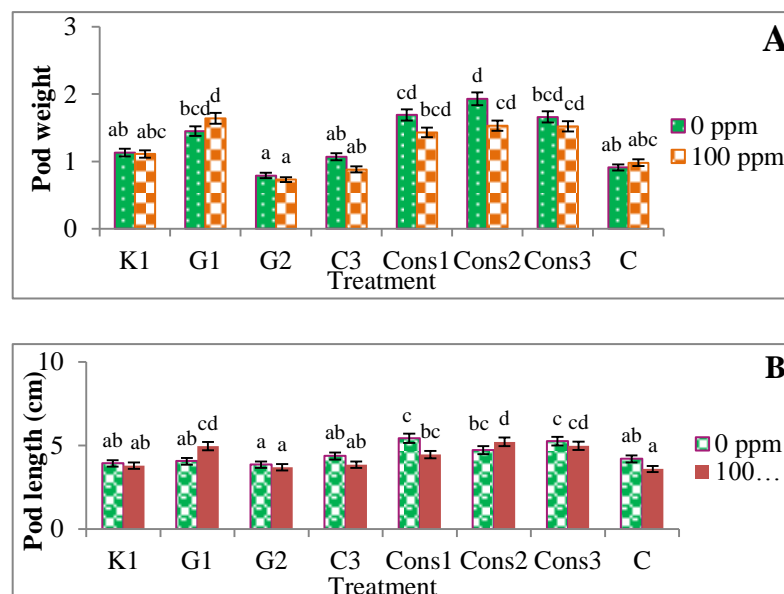 A
Pod weight
3
2
1
0
ab abc bcd d a a ab ab cd bcd d cd bcd cd ab abc
0 ppm
100 ppm
K1 G1 G2 C3 Cons1 Cons2 Cons3 C
Treatment
B
Pod length (cm)
10
5
0
ab ab ab cd a a ab ab c bc bc d c cd ab a
0 ppm
100...
K1 G1 G2 C3 Cons1 Cons2 Cons3 C
Treatment